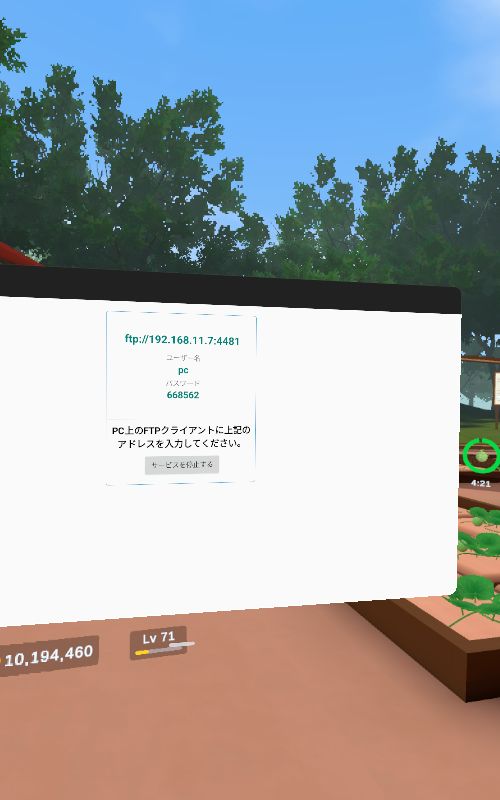 ftp://192.168.11.7:4481
ユーザー名
pc
パスワード
668562
PC上のFTPクライアントに上記の
アドレスを入力してください。
サービスを停止する
4:21
Lv 71
10,194,460